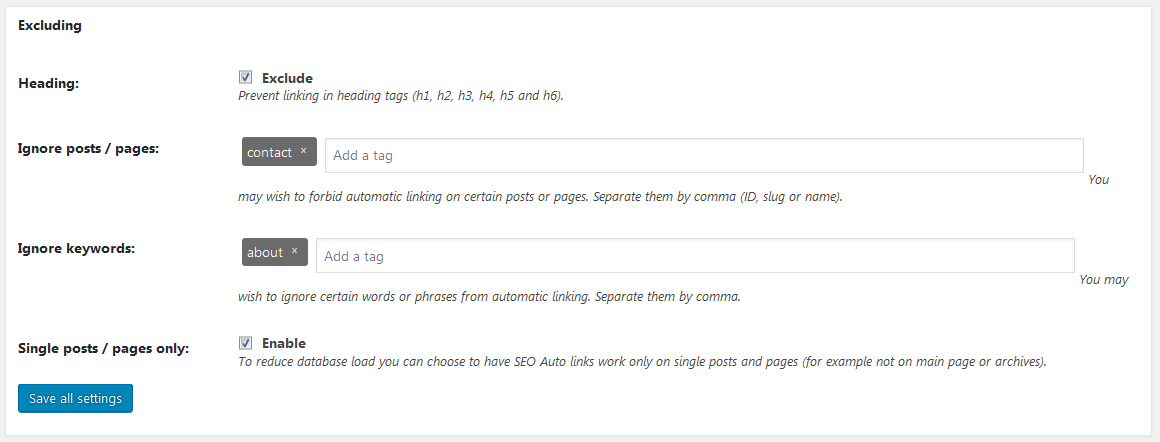 Excluding
Heading: Exclude
Prevent linking in heading tags (h1, h2, h3, h4, h5 and h6).
Ignore posts / pages: contact × Add a tag You
may wish to forbid automatic linking on certain posts or pages. Separate them by comma (ID, slug or name).
Ignore keywords: about × Add a tag You may
wish to ignore certain words or phrases from automatic linking. Separate them by comma.
Single posts / pages only: Enable
To reduce database load you can choose to have SEO Auto links work only on single posts and pages (for example not on main page or archives).
Save all settings